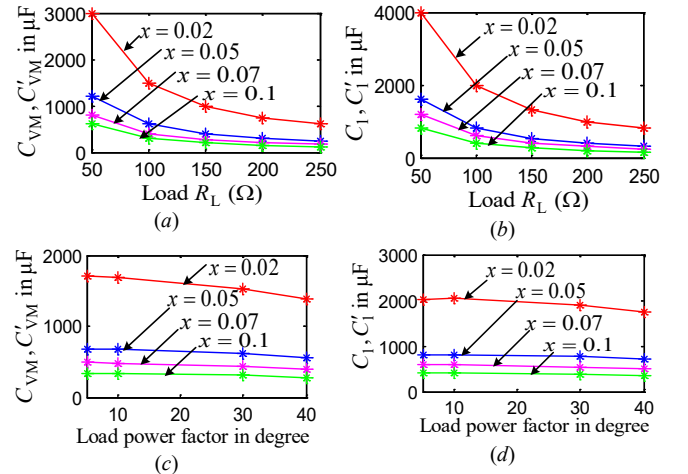 C_VM, C'_VM in μF
3000
2000
1000
0
50 100 150 200 250
x = 0.02
x = 0.05
x = 0.07
x = 0.1
Load R_L (Ω)
(a)
C_1, C'_1 in μF
4000
2000
0
50 100 150 200 250
x = 0.02
x = 0.05
x = 0.07
x = 0.1
Load R_L (Ω)
(b)
C_VM, C'_VM in μF
2000
1000
0
10 20 30 40
x = 0.02
x = 0.05
x = 0.07
x = 0.1
Load power factor in degree
(c)
C_1, C'_1 in μF
3000
2000
1000
0
10 20 30 40
x = 0.02
x = 0.05
x = 0.07
x = 0.1
Load power factor in degree
(d)